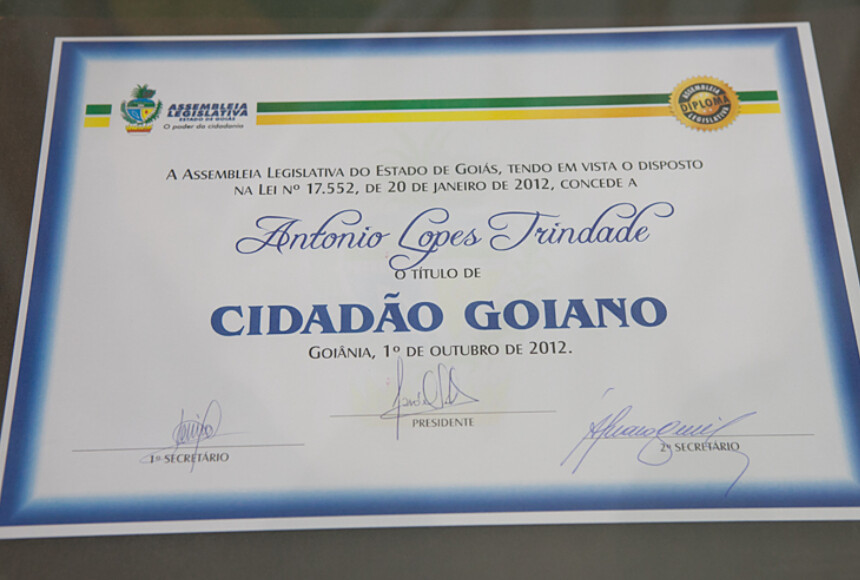 ASSEMBLEIA
LEGISLATIVA
ESTADO DE GOIÁS
O poder da cidadania
ASSEMBLEIA
DIPLOMA
LEGISLATIVA
A ASSEMBLEIA LEGISLATIVA DO ESTADO DE GOIÁS, TENDO EM VISTA O DISPOSTO
NA LEI Nº 17.552, DE 20 DE JANEIRO DE 2012, CONCEDE A
Antonio Lopes Trindade
O TÍTULO DE
CIDADÃO GOIANO
GOIÂNIA, 1º DE OUTUBRO DE 2012.
PRESIDENTE
1º SECRETÁRIO
2º SECRETÁRIO